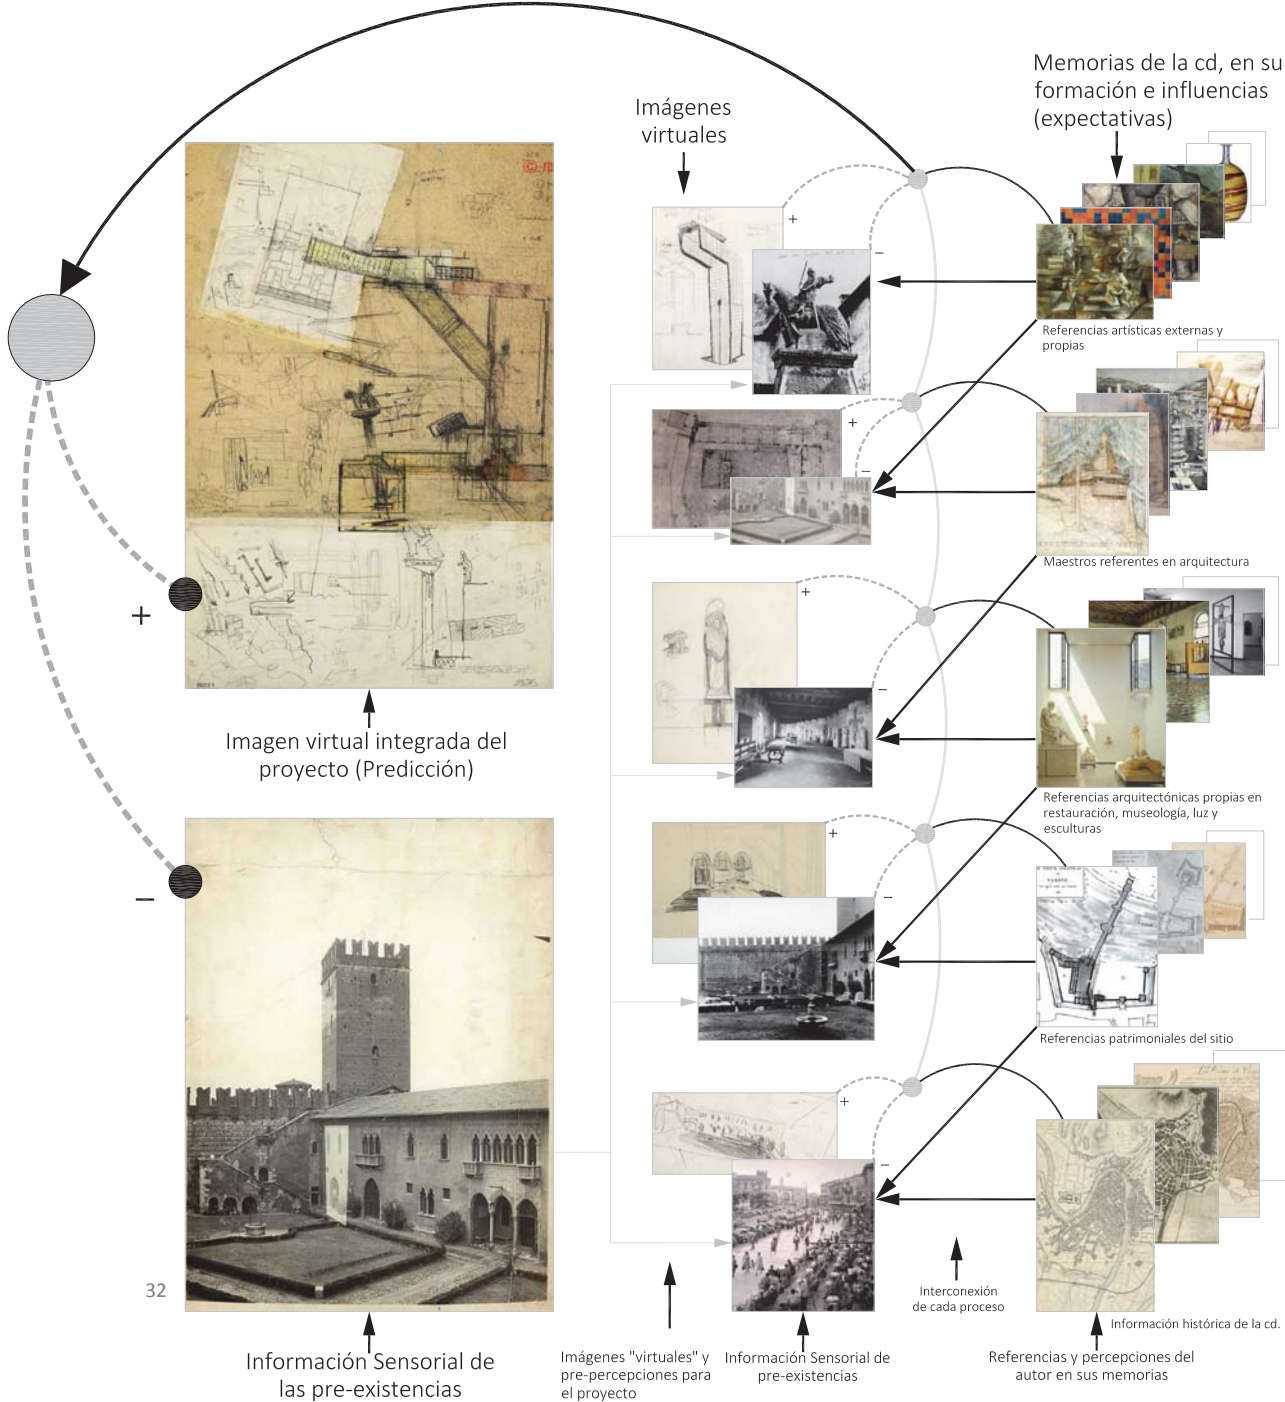 Memorias de la cd, en su
formación e influencias
(expectativas)
Imágenes
virtuales
+
–
Referencias artísticas externas y
propias
+
–
Maestros referentes en arquitectura
+
–
+
Imagen virtual integrada del
proyecto (Predicción)
Referencias arquitectónicas propias en
restauración, museología, luz y
esculturas
+
–
–
Referencias patrimoniales del sitio
+
–
32
Interconexión
de cada proceso
Información histórica de la cd.
Información Sensorial de
las pre-existencias
Imágenes "virtuales" y
pre-percepciones para
el proyecto
Información Sensorial de
pre-existencias
Referencias y percepciones del
autor en sus memorias